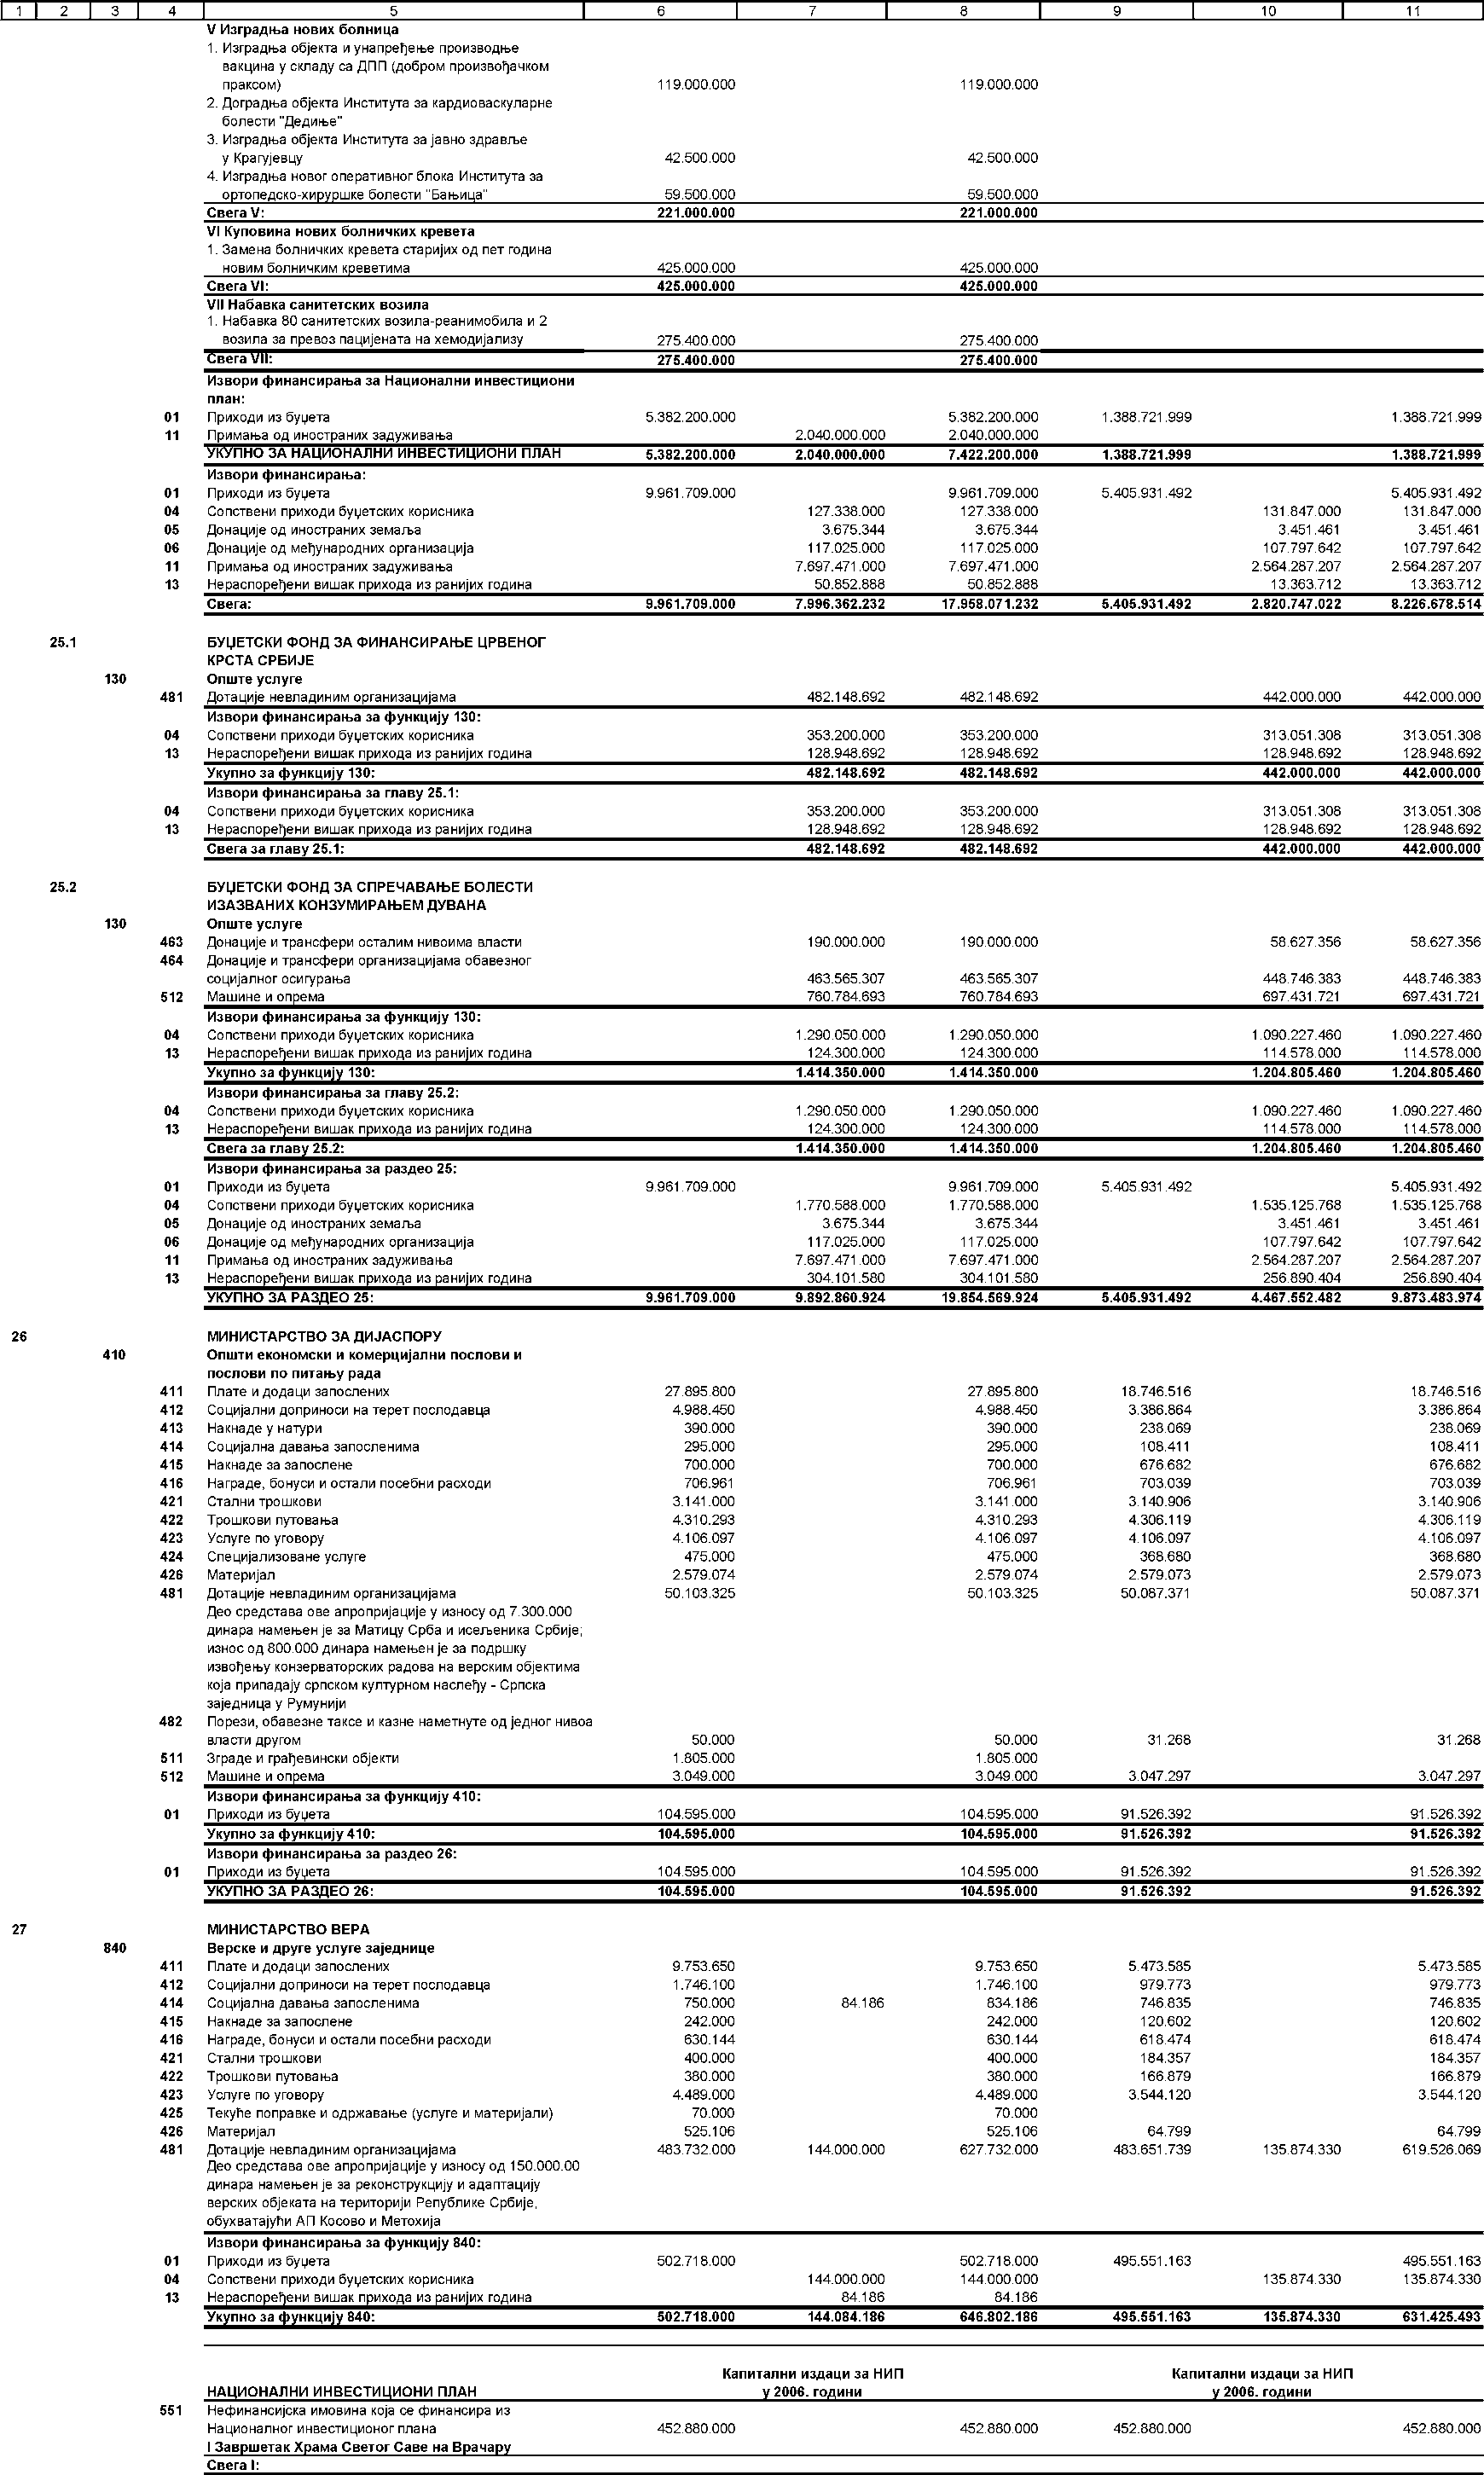 1 2 3 4 5 6 7 8 9 10 11
V Изградња нових болница
1. Изградња објекта и унапређење производње
вакцина у складу са ДПП (добром произвођачком
праксом) 119.000.000 119.000.000
2. Доградња објекта Института за кардиоваскуларне
болести "Дедиње"
3. Изградња објекта Института за јавно здравље
у Крагујевцу 42.500.000 42.500.000
4. Изградња новог оперативног блока Института за
ортопедско-хируршке болести "Бањица" 59.500.000 59.500.000
Свега V: 221.000.000 221.000.000
VI Куповина нових болничких кревета
1. Замена болничких кревета старијих од пет година
новим болничким креветима 425.000.000 425.000.000
Свега VI: 425.000.000 425.000.000
VII Набавка санитетских возила
1. Набавка 80 санитетских возила-реанимобила и 2
возила за превоз пацијената на хемодијализу 275.400.000 275.400.000
Свега VII: 275.400.000 275.400.000
Извори финансирања за Национални инвестициони
план:
01 Приходи из буџета 5.382.200.000 5.382.200.000 1.388.721.999 1.388.721.999
11 Примања од иностраних задуживања 2.040.000.000 2.040.000.000
УКУПНО ЗА НАЦИОНАЛНИ ИНВЕСТИЦИОНИ ПЛАН 5.382.200.000 2.040.000.000 7.422.200.000 1.388.721.999 1.388.721.999
Извори финансирања:
01 Приходи из буџета 9.961.709.000 9.961.709.000 5.405.931.492 5.405.931.492
04 Сопствени приходи буџетских корисника 127.338.000 127.338.000 131.847.000 131.847.000
05 Донације од иностраних земаља 3.675.344 3.675.344 3.451.461 3.451.461
06 Донације од међународних организација 117.025.000 117.025.000 107.797.642 107.797.642
11 Примања од иностраних задуживања 7.697.471.000 7.697.471.000 2.564.287.207 2.564.287.207
13 Нераспоређени вишак прихода из ранијих година 50.852.888 50.852.888 13.363.712 13.363.712
Свега: 9.961.709.000 7.996.362.232 17.958.071.232 5.405.931.492 2.820.747.022 8.226.678.514
25.1 БУЏЕТСКИ ФОНД ЗА ФИНАНСИРАЊЕ ЦРВЕНОГ
КРСТА СРБИЈЕ
130 Опште услуге
481 Дотације невладиним организацијама 482.148.692 482.148.692 442.000.000 442.000.000
Извори финансирања за функцију 130:
04 Сопствени приходи буџетских корисника 353.200.000 353.200.000 313.051.308 313.051.308
13 Нераспоређени вишак прихода из ранијих година 128.948.692 128.948.692 128.948.692 128.948.692
Укупно за функцију 130: 482.148.692 482.148.692 442.000.000 442.000.000
Извори финансирања за главу 25.1:
04 Сопствени приходи буџетских корисника 353.200.000 353.200.000 313.051.308 313.051.308
13 Нераспоређени вишак прихода из ранијих година 128.948.692 128.948.692 128.948.692 128.948.692
Свега за главу 25.1: 482.148.692 482.148.692 442.000.000 442.000.000
25.2 БУЏЕТСКИ ФОНД ЗА СПРЕЧАВАЊЕ БОЛЕСТИ
ИЗАЗВАНИХ КОНЗУМИРАЊЕМ ДУВАНА
130 Опште услуге
463 Донације и трансфери осталим нивоима власти 190.000.000 190.000.000 58.627.356 58.627.356
464 Донације и трансфери организацијама обавезног
социјалног осигурања 463.565.307 463.565.307 448.746.383 448.746.383
512 Машине и опрема 760.784.693 760.784.693 697.431.721 697.431.721
Извори финансирања за функцију 130:
04 Сопствени приходи буџетских корисника 1.290.050.000 1.290.050.000 1.090.227.460 1.090.227.460
13 Нераспоређени вишак прихода из ранијих година 124.300.000 124.300.000 114.578.000 114.578.000
Укупно за функцију 130: 1.414.350.000 1.414.350.000 1.204.805.460 1.204.805.460
Извори финансирања за главу 25.2:
04 Сопствени приходи буџетских корисника 1.290.050.000 1.290.050.000 1.090.227.460 1.090.227.460
13 Нераспоређени вишак прихода из ранијих година 124.300.000 124.300.000 114.578.000 114.578.000
Свега за главу 25.2: 1.414.350.000 1.414.350.000 1.204.805.460 1.204.805.460
Извори финансирања за раздео 25:
01 Приходи из буџета 9.961.709.000 9.961.709.000 5.405.931.492 5.405.931.492
04 Сопствени приходи буџетских корисника 1.770.588.000 1.770.588.000 1.535.125.768 1.535.125.768
05 Донације од иностраних земаља 3.675.344 3.675.344 3.451.461 3.451.461
06 Донације од међународних организација 117.025.000 117.025.000 107.797.642 107.797.642
11 Примања од иностраних задуживања 7.697.471.000 7.697.471.000 2.564.287.207 2.564.287.207
13 Нераспоређени вишак прихода из ранијих година 304.101.580 304.101.580 256.890.404 256.890.404
УКУПНО ЗА РАЗДЕО 25: 9.961.709.000 9.892.860.924 19.854.569.924 5.405.931.492 4.467.552.482 9.873.483.974
26 МИНИСТАРСТВО ЗА ДИЈАСПОРУ
410 Општи економски и комерцијални послови и
послови по питању рада
411 Плате и додаци запослених 27.895.800 27.895.800 18.746.516 18.746.516
412 Социјални доприноси на терет послодавца 4.988.450 4.988.450 3.386.864 3.386.864
413 Накнаде у натури 390.000 390.000 238.069 238.069
414 Социјална давања запосленима 295.000 295.000 108.411 108.411
415 Накнаде за запослене 700.000 700.000 676.682 676.682
416 Награде, бонуси и остали посебни расходи 706.961 706.961 703.039 703.039
421 Стални трошкови 3.141.000 3.141.000 3.140.906 3.140.906
422 Трошкови путовања 4.310.293 4.310.293 4.306.119 4.306.119
423 Услуге по уговору 4.106.097 4.106.097 4.106.097 4.106.097
424 Специјализоване услуге 475.000 475.000 368.680 368.680
426 Материјал 2.579.074 2.579.074 2.579.073 2.579.073
481 Дотације невладиним организацијама 50.103.325 50.103.325 50.087.371 50.087.371
Део средстава ове апропријације у износу од 7.300.000
динара намењен је за Матицу Срба и исељеника Србије;
износ од 800.000 динара намењен је за подршку
извођењу конзерваторских радова на верским објектима
која припадају српском културном наслеђу - Српска
заједница у Румунији
482 Порези, обавезне таксе и казне наметнуте од једног нивоа
власти другом 50.000 50.000 31.268 31.268
511 Зграде и грађевински објекти 1.805.000 1.805.000
512 Машине и опрема 3.049.000 3.049.000 3.047.297 3.047.297
Извори финансирања за функцију 410:
01 Приходи из буџета 104.595.000 104.595.000 91.526.392 91.526.392
Укупно за функцију 410: 104.595.000 104.595.000 91.526.392 91.526.392
Извори финансирања за раздео 26:
01 Приходи из буџета 104.595.000 104.595.000 91.526.392 91.526.392
УКУПНО ЗА РАЗДЕО 26: 104.595.000 104.595.000 91.526.392 91.526.392
27 МИНИСТАРСТВО ВЕРА
840 Верске и друге услуге заједнице
411 Плате и додаци запослених 9.753.650 9.753.650 5.473.585 5.473.585
412 Социјални доприноси на терет послодавца 1.746.100 1.746.100 979.773 979.773
414 Социјална давања запосленима 750.000 84.186 834.186 746.835 746.835
415 Накнаде за запослене 242.000 242.000 120.602 120.602
416 Награде, бонуси и остали посебни расходи 630.144 630.144 618.474 618.474
421 Стални трошкови 400.000 400.000 184.357 184.357
422 Трошкови путовања 380.000 380.000 166.879 166.879
423 Услуге по уговору 4.489.000 4.489.000 3.544.120 3.544.120
425 Текуће поправке и одржавање (услуге и материјали) 70.000 70.000
426 Материјал 525.106 525.106 64.799 64.799
481 Дотације невладиним организацијама 483.732.000 144.000.000 627.732.000 483.651.739 135.874.330 619.526.069
Део средстава ове апропријације у износу од 150.000.00
динара намењен је за реконструкцију и адаптацију
верских објеката на територији Републике Србије,
обухватајући АП Косово и Метохија
Извори финансирања за функцију 840:
01 Приходи из буџета 502.718.000 502.718.000 495.551.163 495.551.163
04 Сопствени приходи буџетских корисника 144.000.000 144.000.000 135.874.330 135.874.330
13 Нераспоређени вишак прихода из ранијих година 84.186 84.186
Укупно за функцију 840: 502.718.000 144.084.186 646.802.186 495.551.163 135.874.330 631.425.493
Капитални издаци за НИП Капитални издаци за НИП
НАЦИОНАЛНИ ИНВЕСТИЦИОНИ ПЛАН у 2006. години у 2006. години
551 Нефинансијска имовина која се финансира из
Националног инвестиционог плана 452.880.000 452.880.000 452.880.000 452.880.000
I Завршетак Храма Светог Саве на Врачару
Свега I: